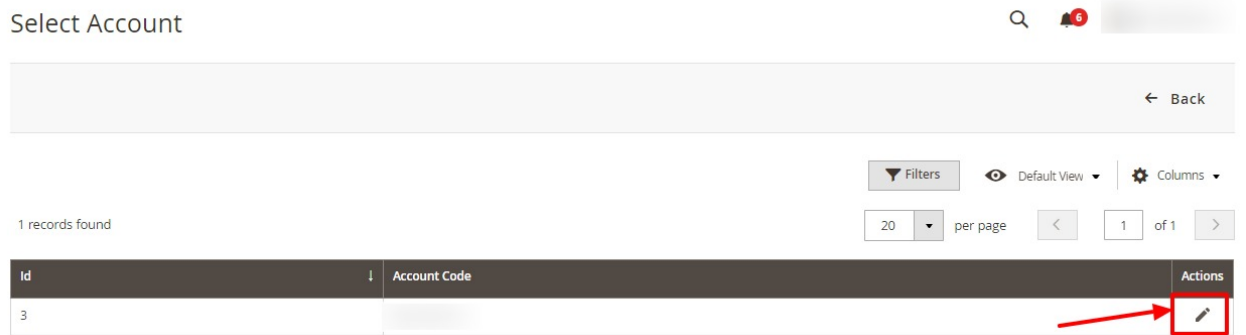 Select Account
6
← Back
Filters Default View Columns
1 records found 20 per page 1 of 1
Id ↓ Account Code Actions
3